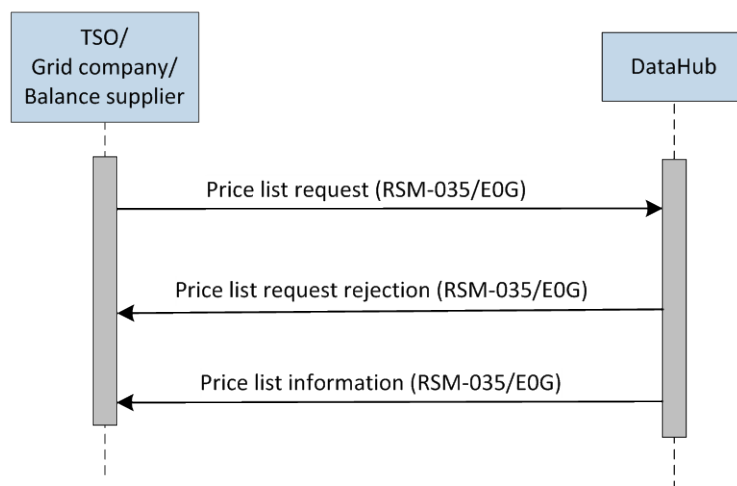 TSO/
Grid company/
Balance supplier
DataHub
Price list request (RSM-035/E0G)
Price list request rejection (RSM-035/E0G)
Price list information (RSM-035/E0G)